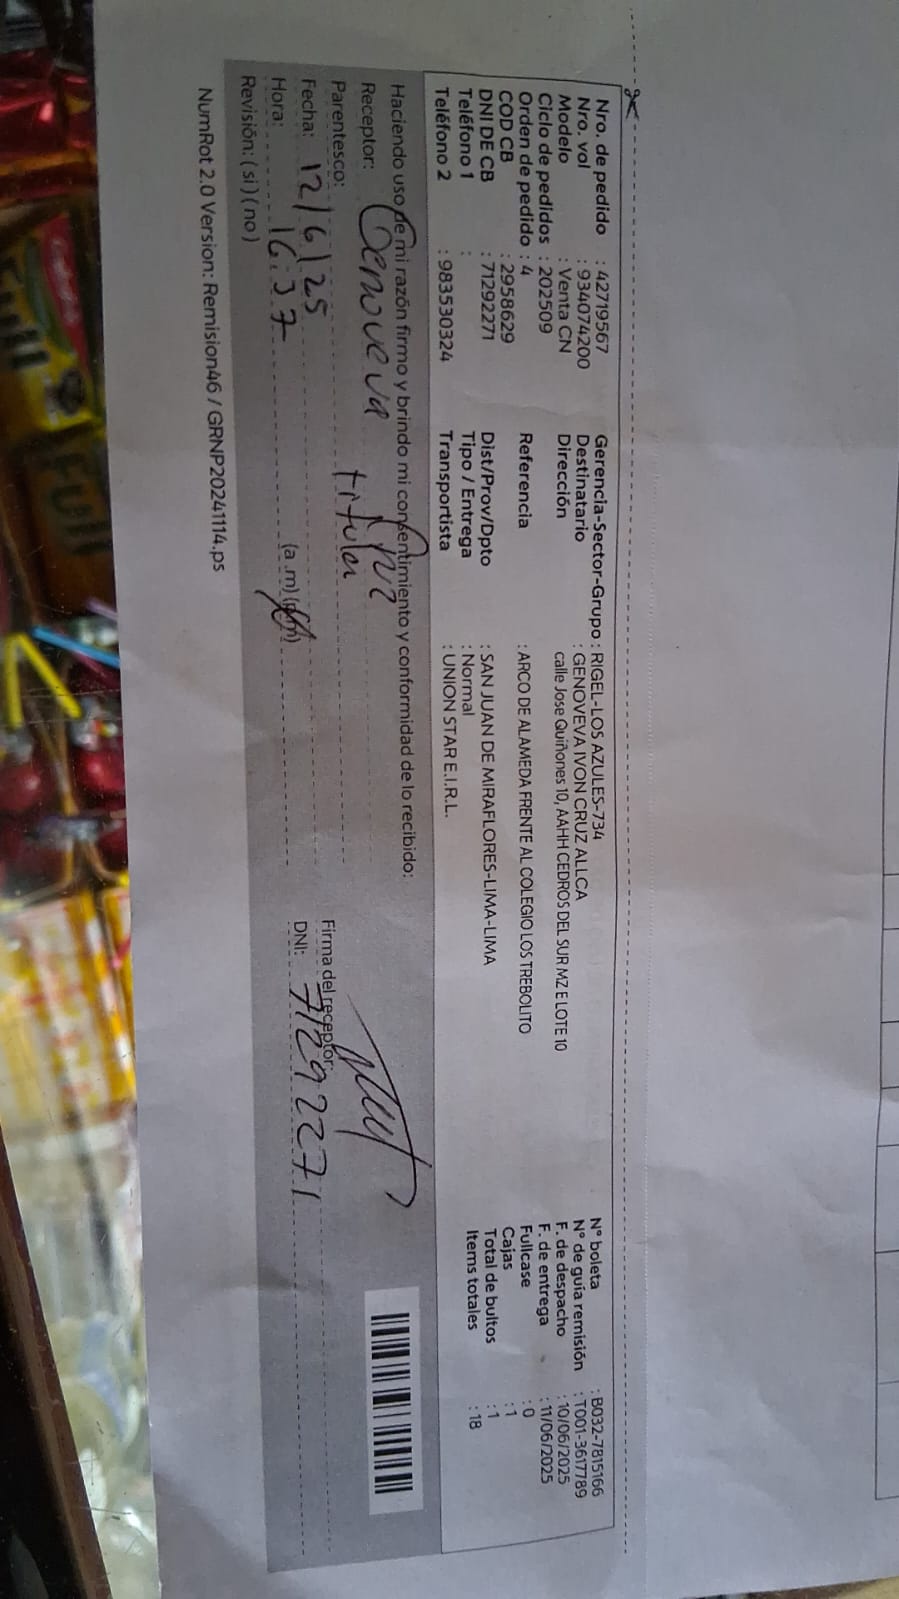 Nro. de pedido : 42719567
Nro. vol : 934074200
Modelo : Venta CN
Ciclo de pedidos : 202509
Orden de pedido : 4
COD CB : 2958629
DNI DE CB : 71292271
Teléfono 1 :
Teléfono 2 : 983530324
Gerencia-Sector-Grupo : RIGEL-LOS AZULES-734
Destinatario : GENOVEVA IVON CRUZ ALLCA
Dirección calle Jose Quiñones 10, AAHH CEDROS DEL SUR MZ E LOTE 10
Referencia : ARCO DE ALAMEDA FRENTE AL COLEGIO LOS TREBOLITO
Dist/Prov/Dpto : SAN JUAN DE MIRAFLORES-LIMA-LIMA
Tipo / Entrega : Normal
Transportista : UNION STAR E.I.R.L.
N° boleta : B032-7815166
N° de guía remisión : T001-3617789
F. de despacho : 10/06/2025
F. de entrega : 11/06/2025
Fullcase : 0
Cajas : 1
Total de bultos : 1
Items totales : 18
Haciendo uso de mi razón firmo y brindo mi consentimiento y conformidad de lo recibido:
Receptor: Genoveva
Parentesco: titular
Fecha: 12/6/25
Hora: 16:37 (a.m)
Revisión: (si) (no)
Firma del receptor:
DNI: 71292271
NumRot 2.0 Version: Remision46 / GRNP20241114.ps
Full